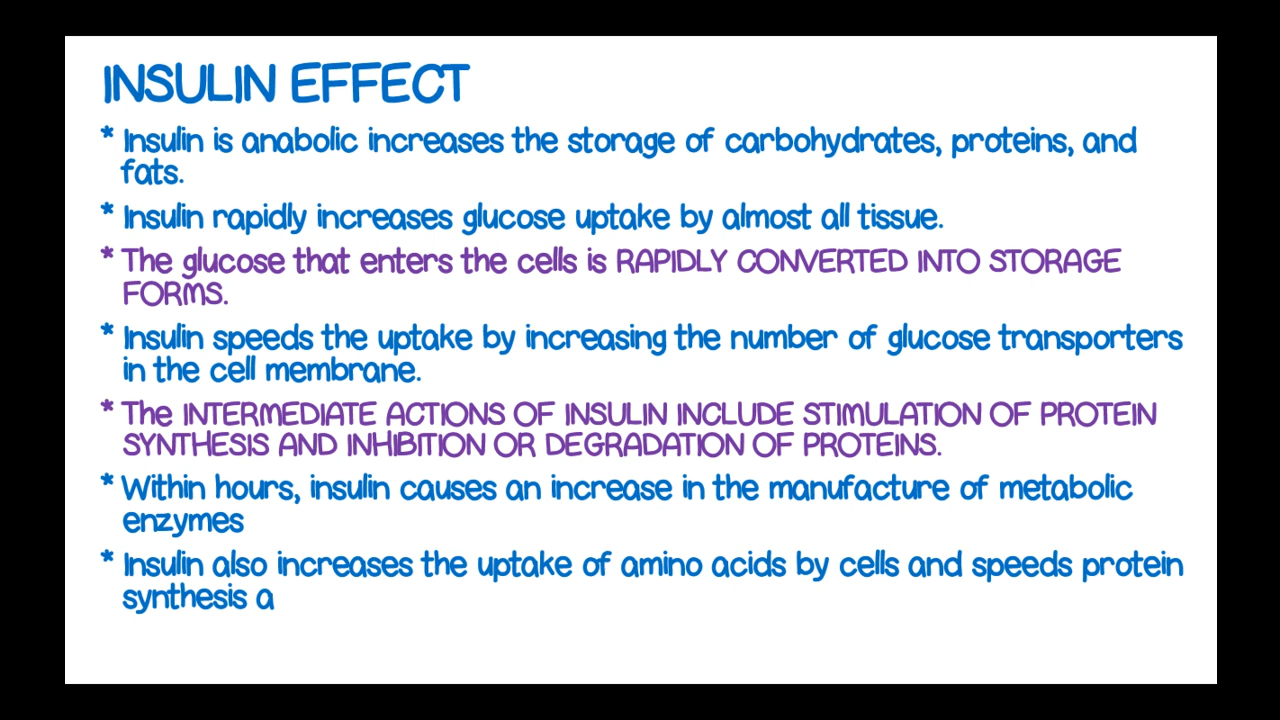 INSULIN EFFECT
* Insulin is anabolic increases the storage of carbohydrates, proteins, and
fats.
* Insulin rapidly increases glucose uptake by almost all tissue.
* The glucose that enters the cells is RAPIDLY CONVERTED INTO STORAGE
FORMS.
* Insulin speeds the uptake by increasing the number of glucose transporters
in the cell membrane.
* The INTERMEDIATE ACTIONS OF INSULIN INCLUDE STIMULATION OF PROTEIN
SYNTHESIS AND INHIBITION OR DEGRADATION OF PROTEINS.
* Within hours, insulin causes an increase in the manufacture of metabolic
enzymes
* Insulin also increases the uptake of amino acids by cells and speeds protein
synthesis a